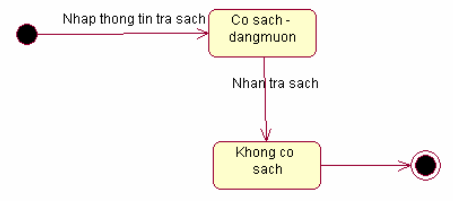 Nhap thong tin tra sach
Co sach -
dangmuon
Nhan tra sach
Khong co
sach